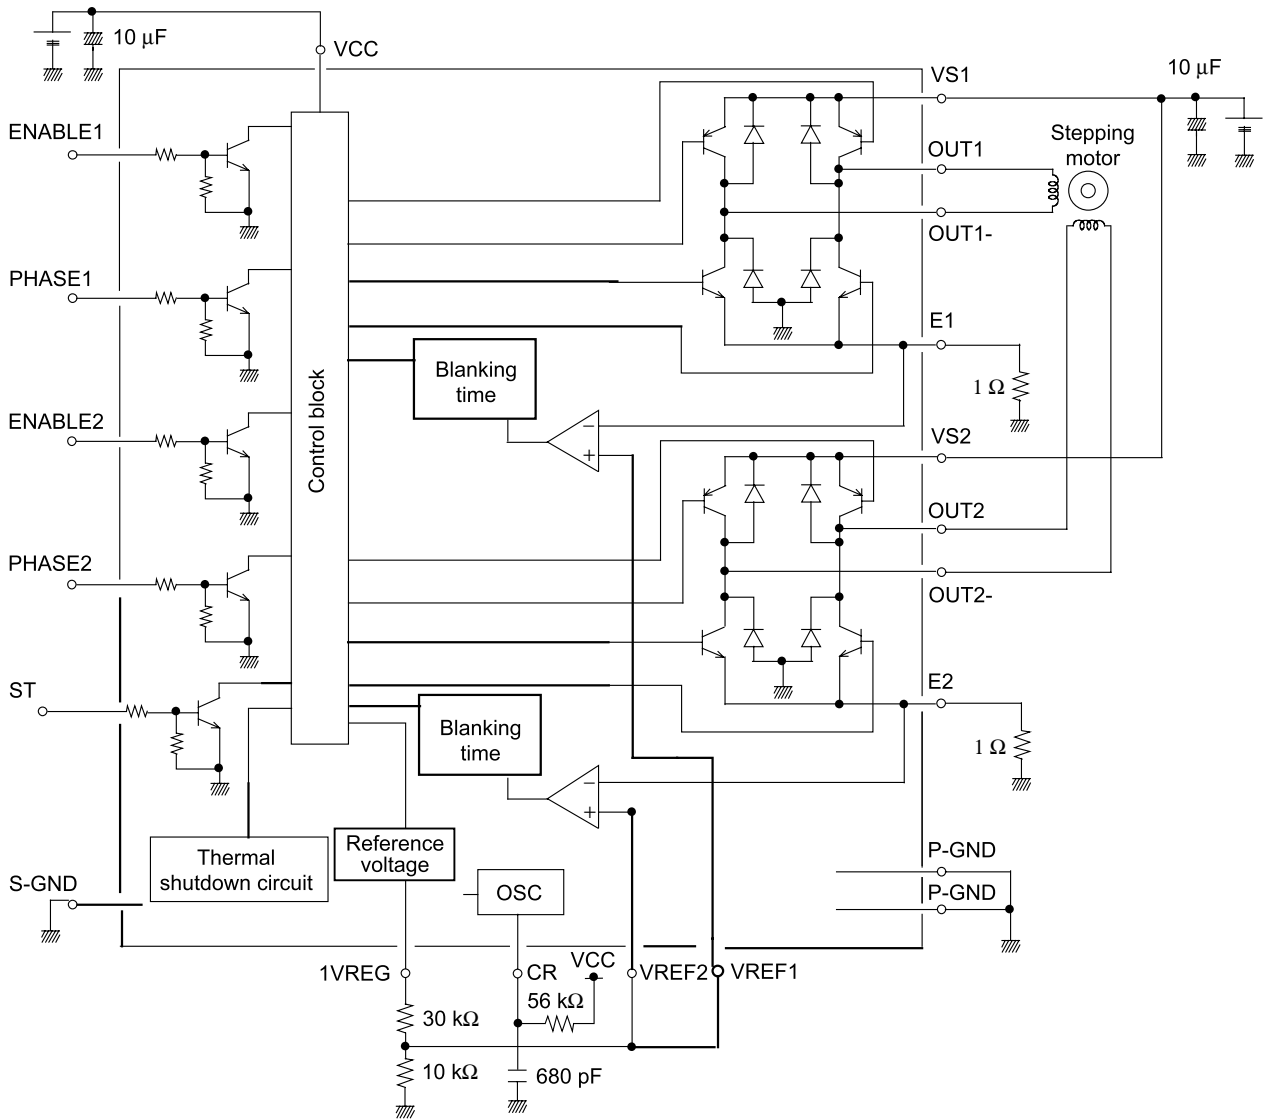 10 µF
VCC
VS1
10 µF
ENABLE1
Stepping
motor
OUT1
OUT1-
PHASE1
E1
Blanking
time
1 Ω
Control block
ENABLE2
−
+
VS2
OUT2
PHASE2
OUT2-
ST
E2
Blanking
time
1 Ω
−
+
Reference
voltage
Thermal
shutdown circuit
P-GND
S-GND
OSC
P-GND
1VREG
CR
VCC
VREF2
VREF1
56 kΩ
30 kΩ
10 kΩ
680 pF